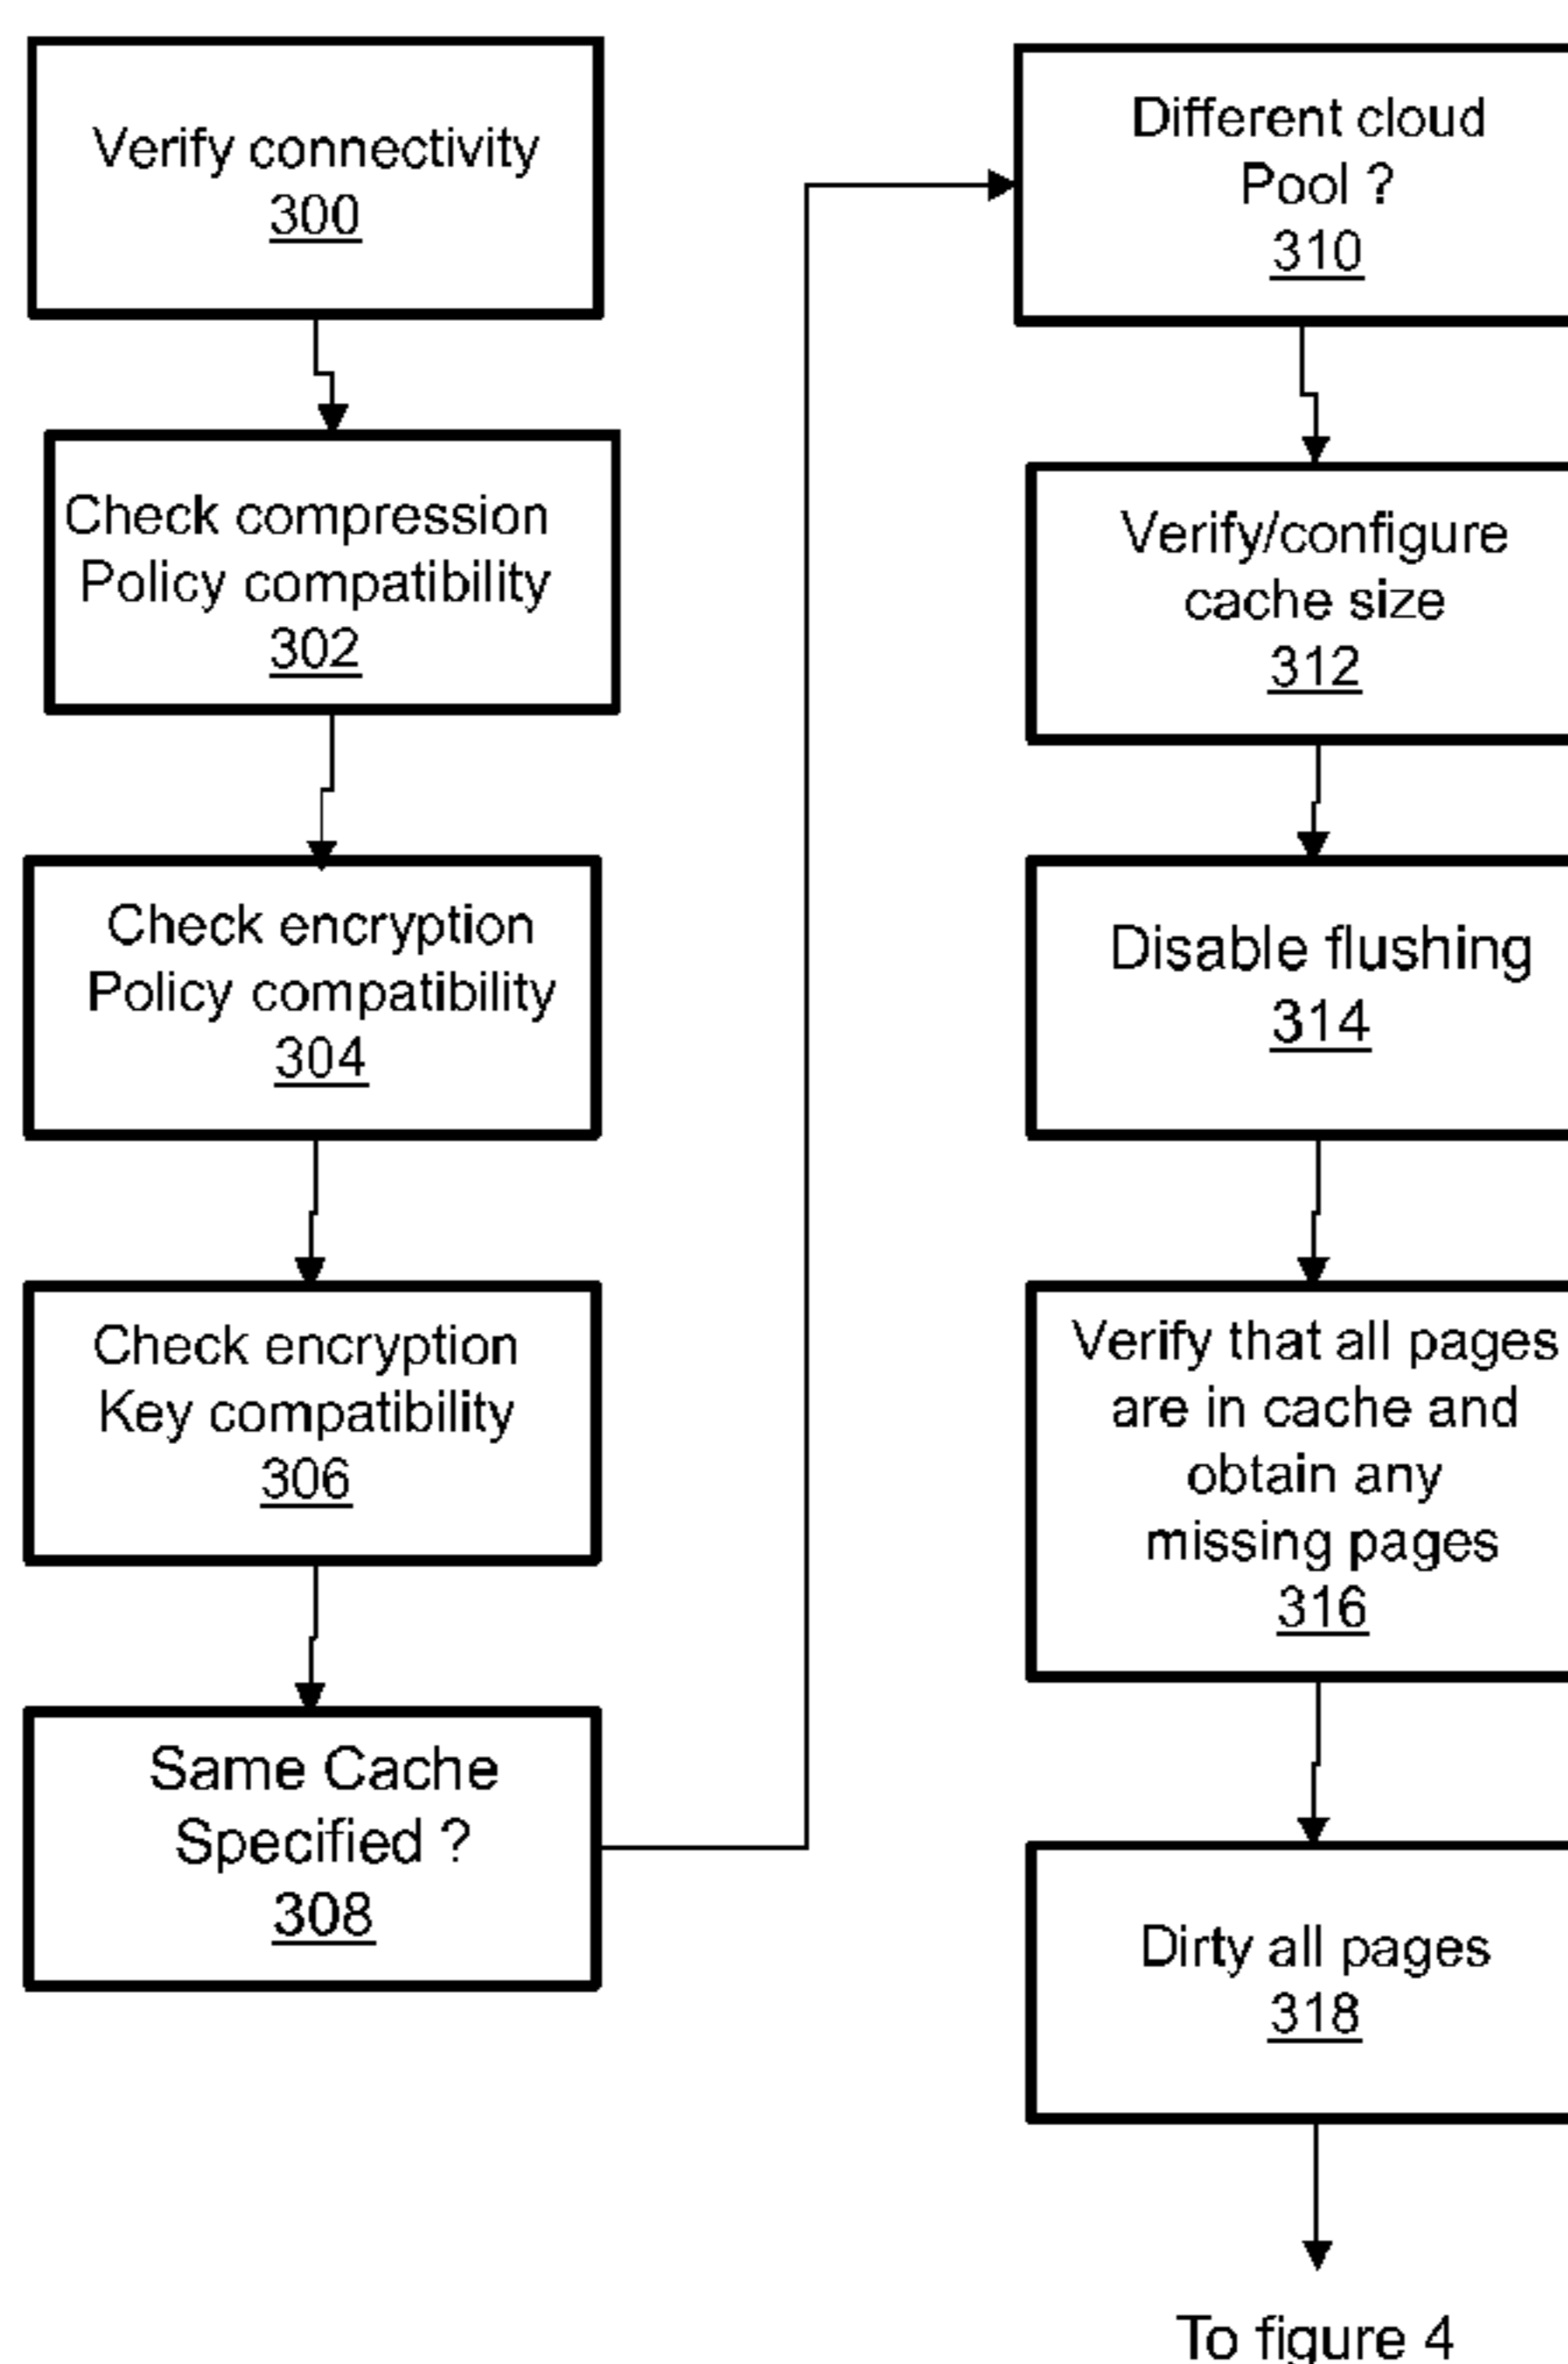 Verify connectivity
300
Check compression
Policy compatibility
302
Check encryption
Policy compatibility
304
Check encryption
Key compatibility
306
Same Cache
Specified ?
308
Different cloud
Pool ?
310
Verify/configure
cache size
312
Disable flushing
314
Verify that all pages
are in cache and
obtain any
missing pages
316
Dirty all pages
318
To figure 4